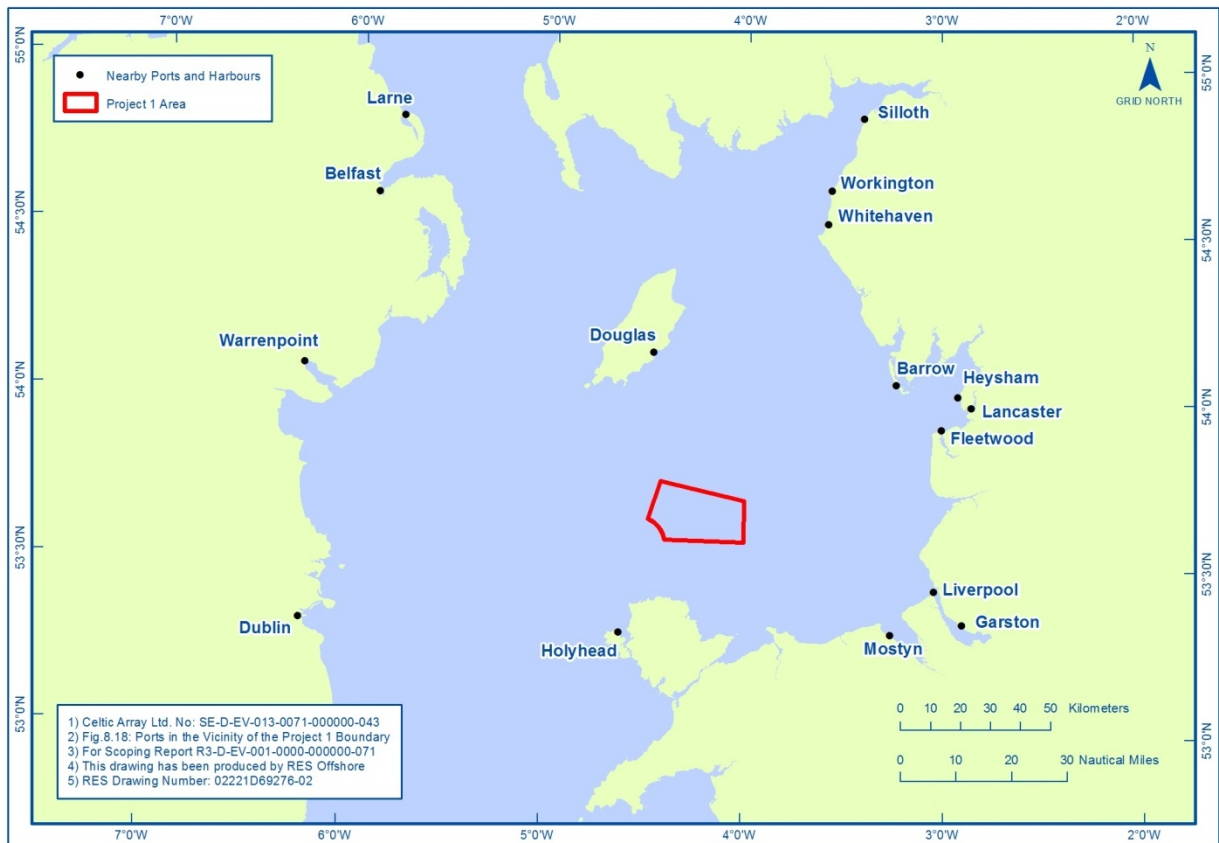 7°0'W 6°0'W 5°0'W 4°0'W 3°0'W 2°0'W
55°0'N 55°0'N
Nearby Ports and Harbours
Project 1 Area
N
GRID NORTH
Larne
Silloth
Belfast
Workington
Whitehaven
54°30'N 54°30'N
Douglas
Warrenpoint
54°0'N 54°0'N
Barrow
Heysham
Lancaster
Fleetwood
53°30'N 53°30'N
Liverpool
Dublin
Garston
Holyhead
Mostyn
53°0'N 53°0'N
1) Celtic Array Ltd. No: SE-D-EV-013-0071-000000-043
2) Fig.8.18: Ports in the Vicinity of the Project 1 Boundary
3) For Scoping Report R3-D-EV-001-0000-000000-071
4) This drawing has been produced by RES Offshore
5) RES Drawing Number: 02221D69276-02
0 10 20 30 40 50 Kilometers
0 10 20 30 Nautical Miles
7°0'W 6°0'W 5°0'W 4°0'W 3°0'W 2°0'W